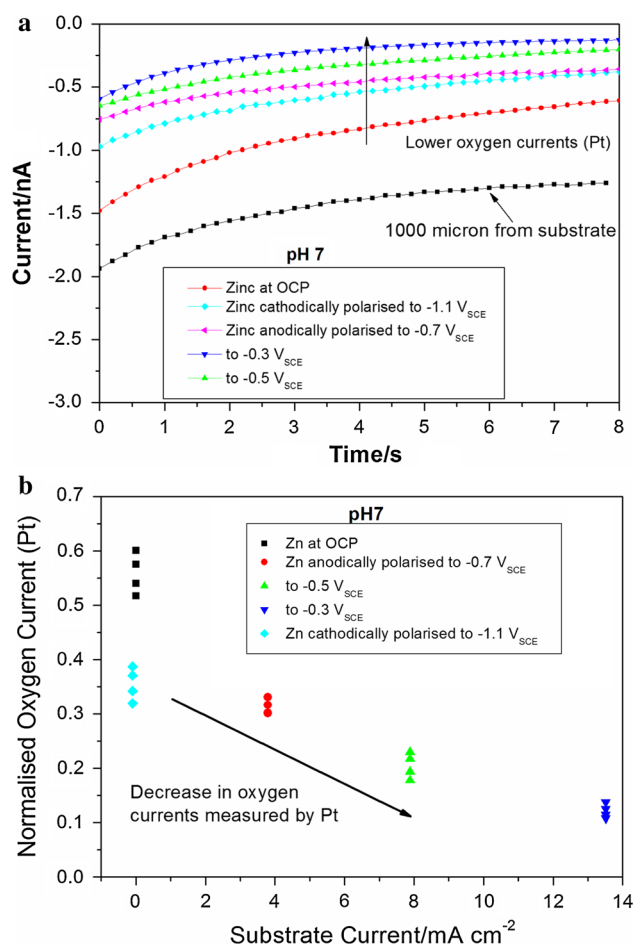 a
0.0
-0.5
-1.0
-1.5
-2.0
-2.5
-3.0
Current/nA
Lower oxygen currents (Pt)
1000 micron from substrate
pH 7
Zinc at OCP
Zinc cathodically polarised to -1.1 VSCE
Zinc anodically polarised to -0.7 VSCE
to -0.3 VSCE
to -0.5 VSCE
0 1 2 3 4 5 6 7 8
Time/s
b
0.7
0.6
0.5
0.4
0.3
0.2
0.1
0.0
Normalised Oxygen Current (Pt)
pH7
Zn at OCP
Zn anodically polarised to -0.7 VSCE
to -0.5 VSCE
to -0.3 VSCE
Zn cathodically polarised to -1.1 VSCE
Decrease in oxygen
currents measured by Pt
0 2 4 6 8 10 12 14
Substrate Current/mA cm-2